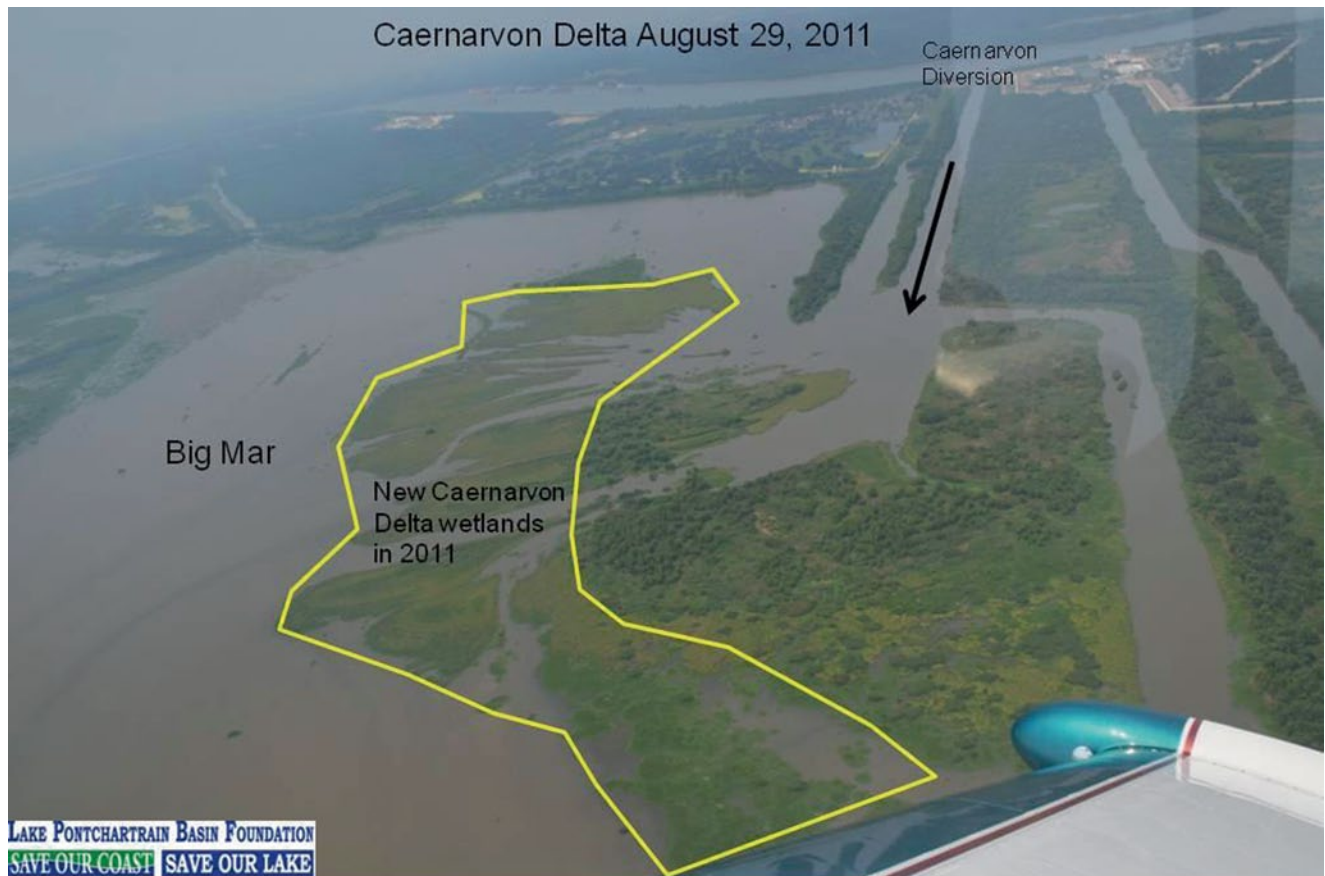 Caernarvon Delta August 29, 2011
Caernarvon
Diversion
Big Mar
New Caernarvon
Delta wetlands
in 2011
LAKE PONTCHARTRAIN BASIN FOUNDATION
SAVE OUR COAST SAVE OUR LAKE